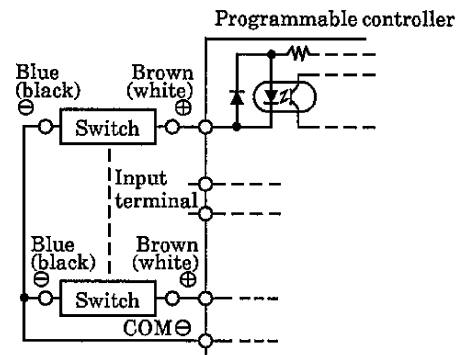 Programmable controller
Blue
(black)
⊖
Brown
(white)
⊕
Switch
Input
terminal
Blue
(black)
⊖
Brown
(white)
⊕
Switch
COM⊖